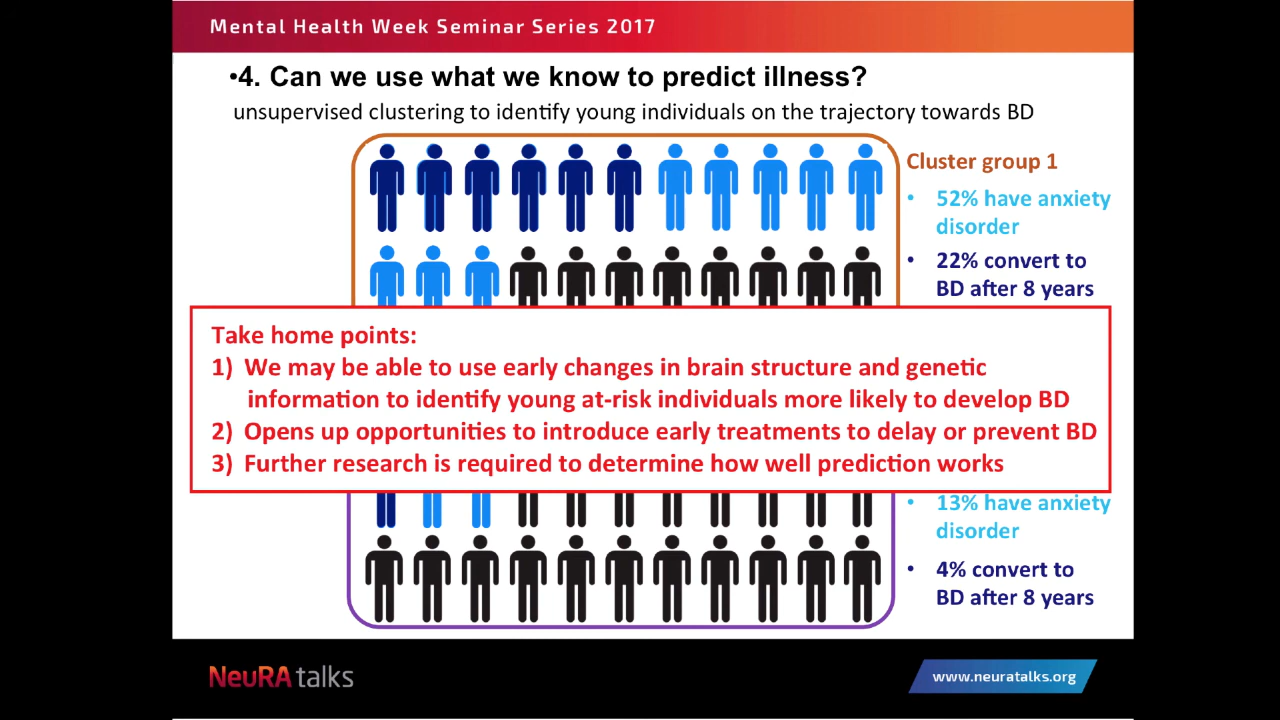 Mental Health Week Seminar Series 2017
•4. Can we use what we know to predict illness?
unsupervised clustering to identify young individuals on the trajectory towards BD
Cluster group 1
• 52% have anxiety
disorder
• 22% convert to
BD after 8 years
Take home points:
1) We may be able to use early changes in brain structure and genetic
information to identify young at-risk individuals more likely to develop BD
2) Opens up opportunities to introduce early treatments to delay or prevent BD
3) Further research is required to determine how well prediction works
• 13% have anxiety
disorder
• 4% convert to
BD after 8 years
NeuRA talks
www.neuratalks.org